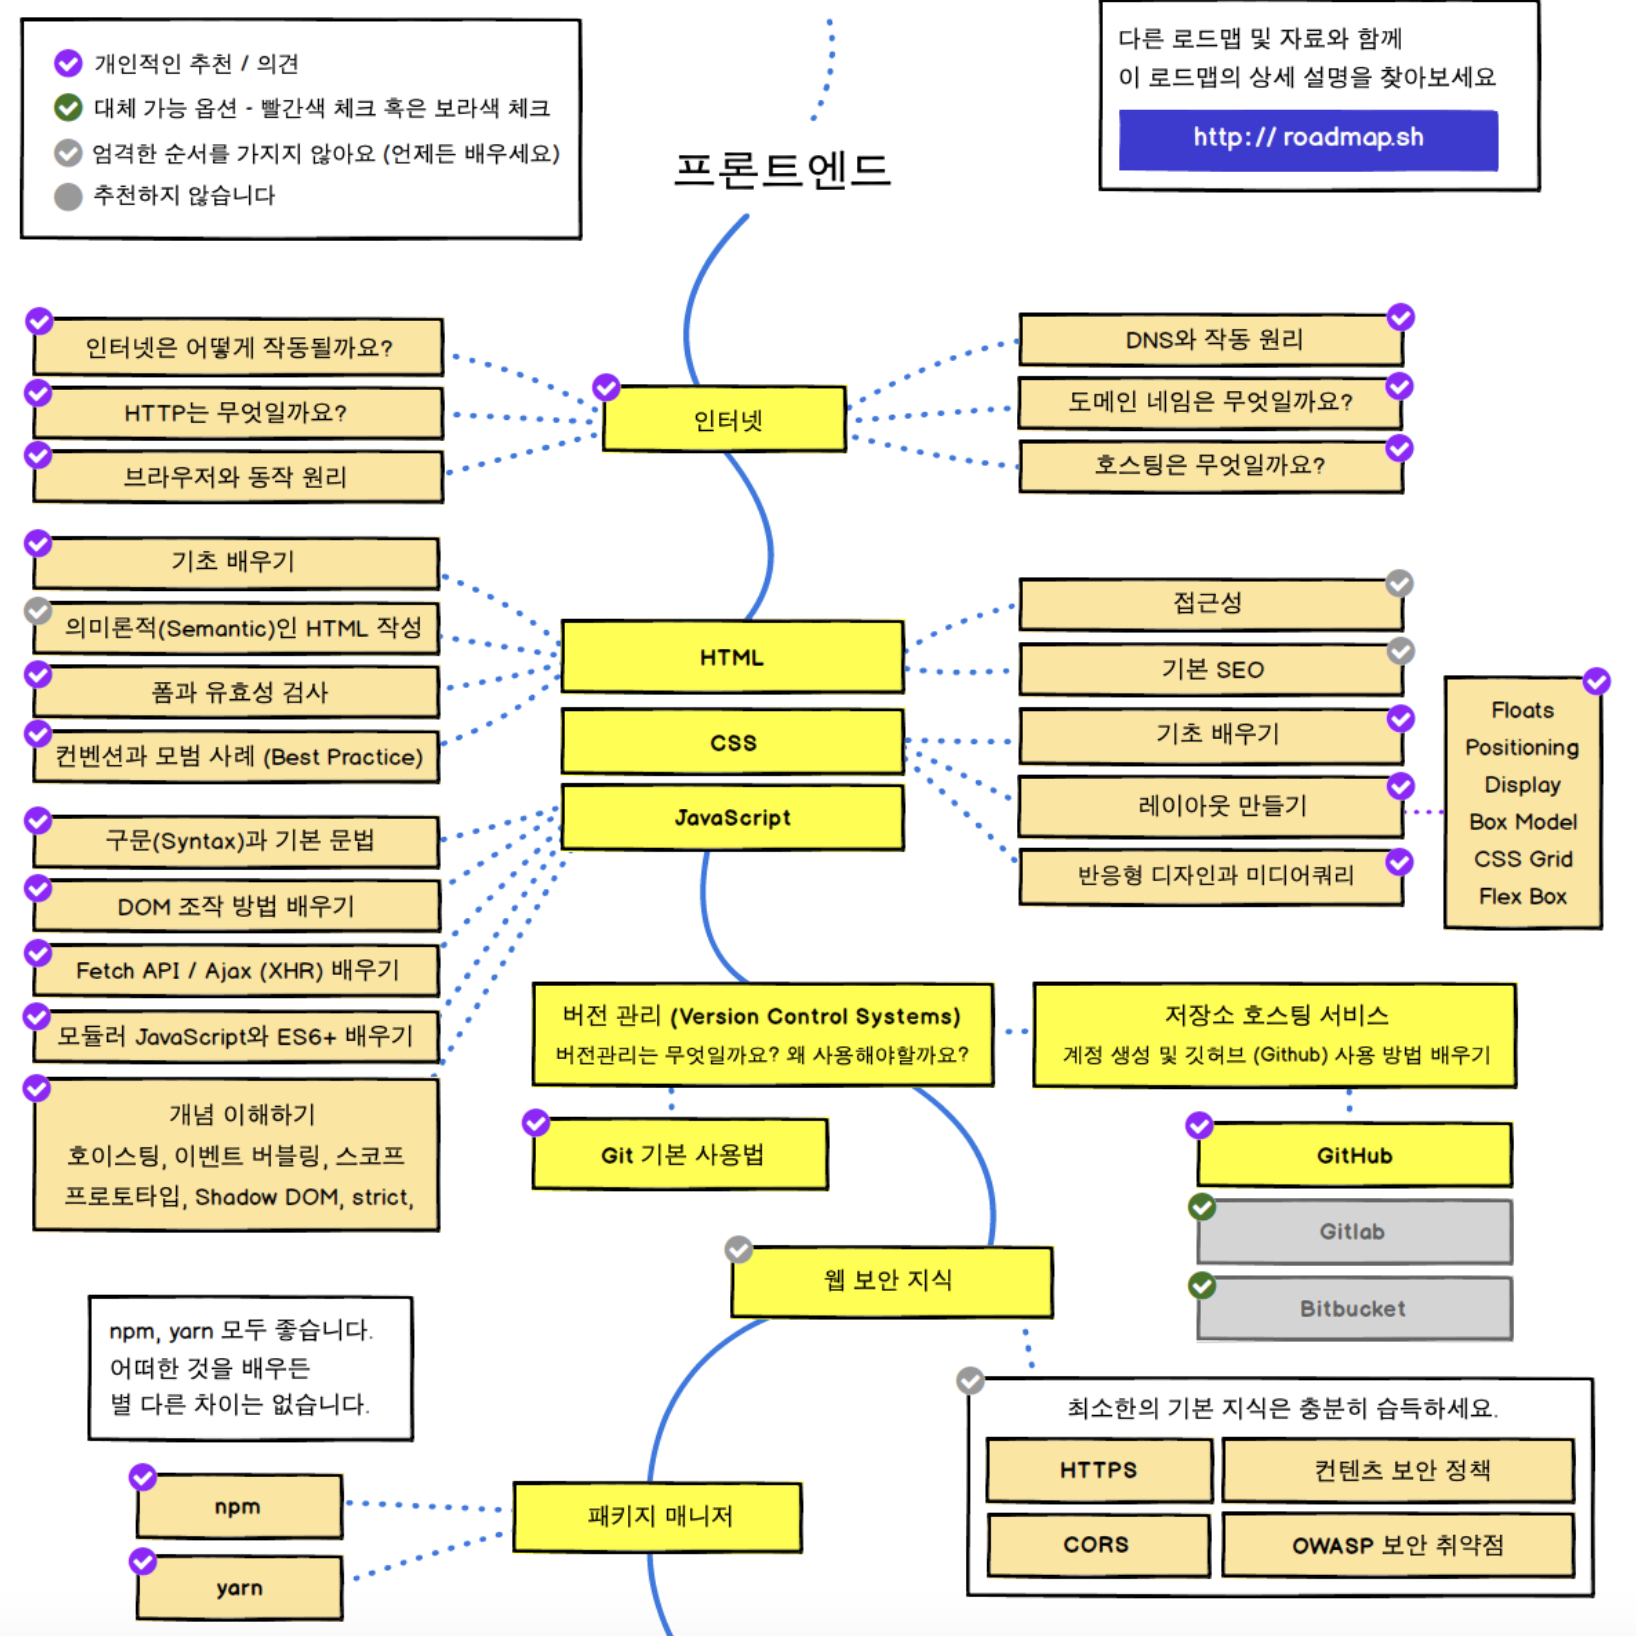 개인적인 추천 / 의견
대체 가능 옵션 - 빨간색 체크 혹은 보라색 체크
엄격한 순서를 가지지 않아요 (언제든 배우세요)
추천하지 않습니다
다른 로드맵 및 자료와 함께
이 로드맵의 상세 설명을 찾아보세요
http://roadmap.sh
프론트엔드
인터넷은 어떻게 작동될까요?
HTTP는 무엇일까요?
브라우저와 동작 원리
인터넷
DNS와 작동 원리
도메인 네임은 무엇일까요?
호스팅은 무엇일까요?
기초 배우기
의미론적(Semantic)인 HTML 작성
폼과 유효성 검사
컨벤션과 모범 사례 (Best Practice)
HTML
CSS
JavaScript
접근성
기본 SEO
기초 배우기
레이아웃 만들기
반응형 디자인과 미디어쿼리
Floats
Positioning
Display
Box Model
CSS Grid
Flex Box
구문(Syntax)과 기본 문법
DOM 조작 방법 배우기
Fetch API / Ajax (XHR) 배우기
모듈러 JavaScript와 ES6+ 배우기
개념 이해하기
호이스팅, 이벤트 버블링, 스코프
프로토타입, Shadow DOM, strict,
버전 관리 (Version Control Systems)
버전관리는 무엇일까요? 왜 사용해야할까요?
저장소 호스팅 서비스
계정 생성 및 깃허브 (Github) 사용 방법 배우기
Git 기본 사용법
GitHub
Gitlab
Bitbucket
웹 보안 지식
최소한의 기본 지식은 충분히 습득하세요.
HTTPS
컨텐츠 보안 정책
CORS
OWASP 보안 취약점
npm, yarn 모두 좋습니다.
어떠한 것을 배우든
별 다른 차이는 없습니다.
npm
yarn
패키지 매니저